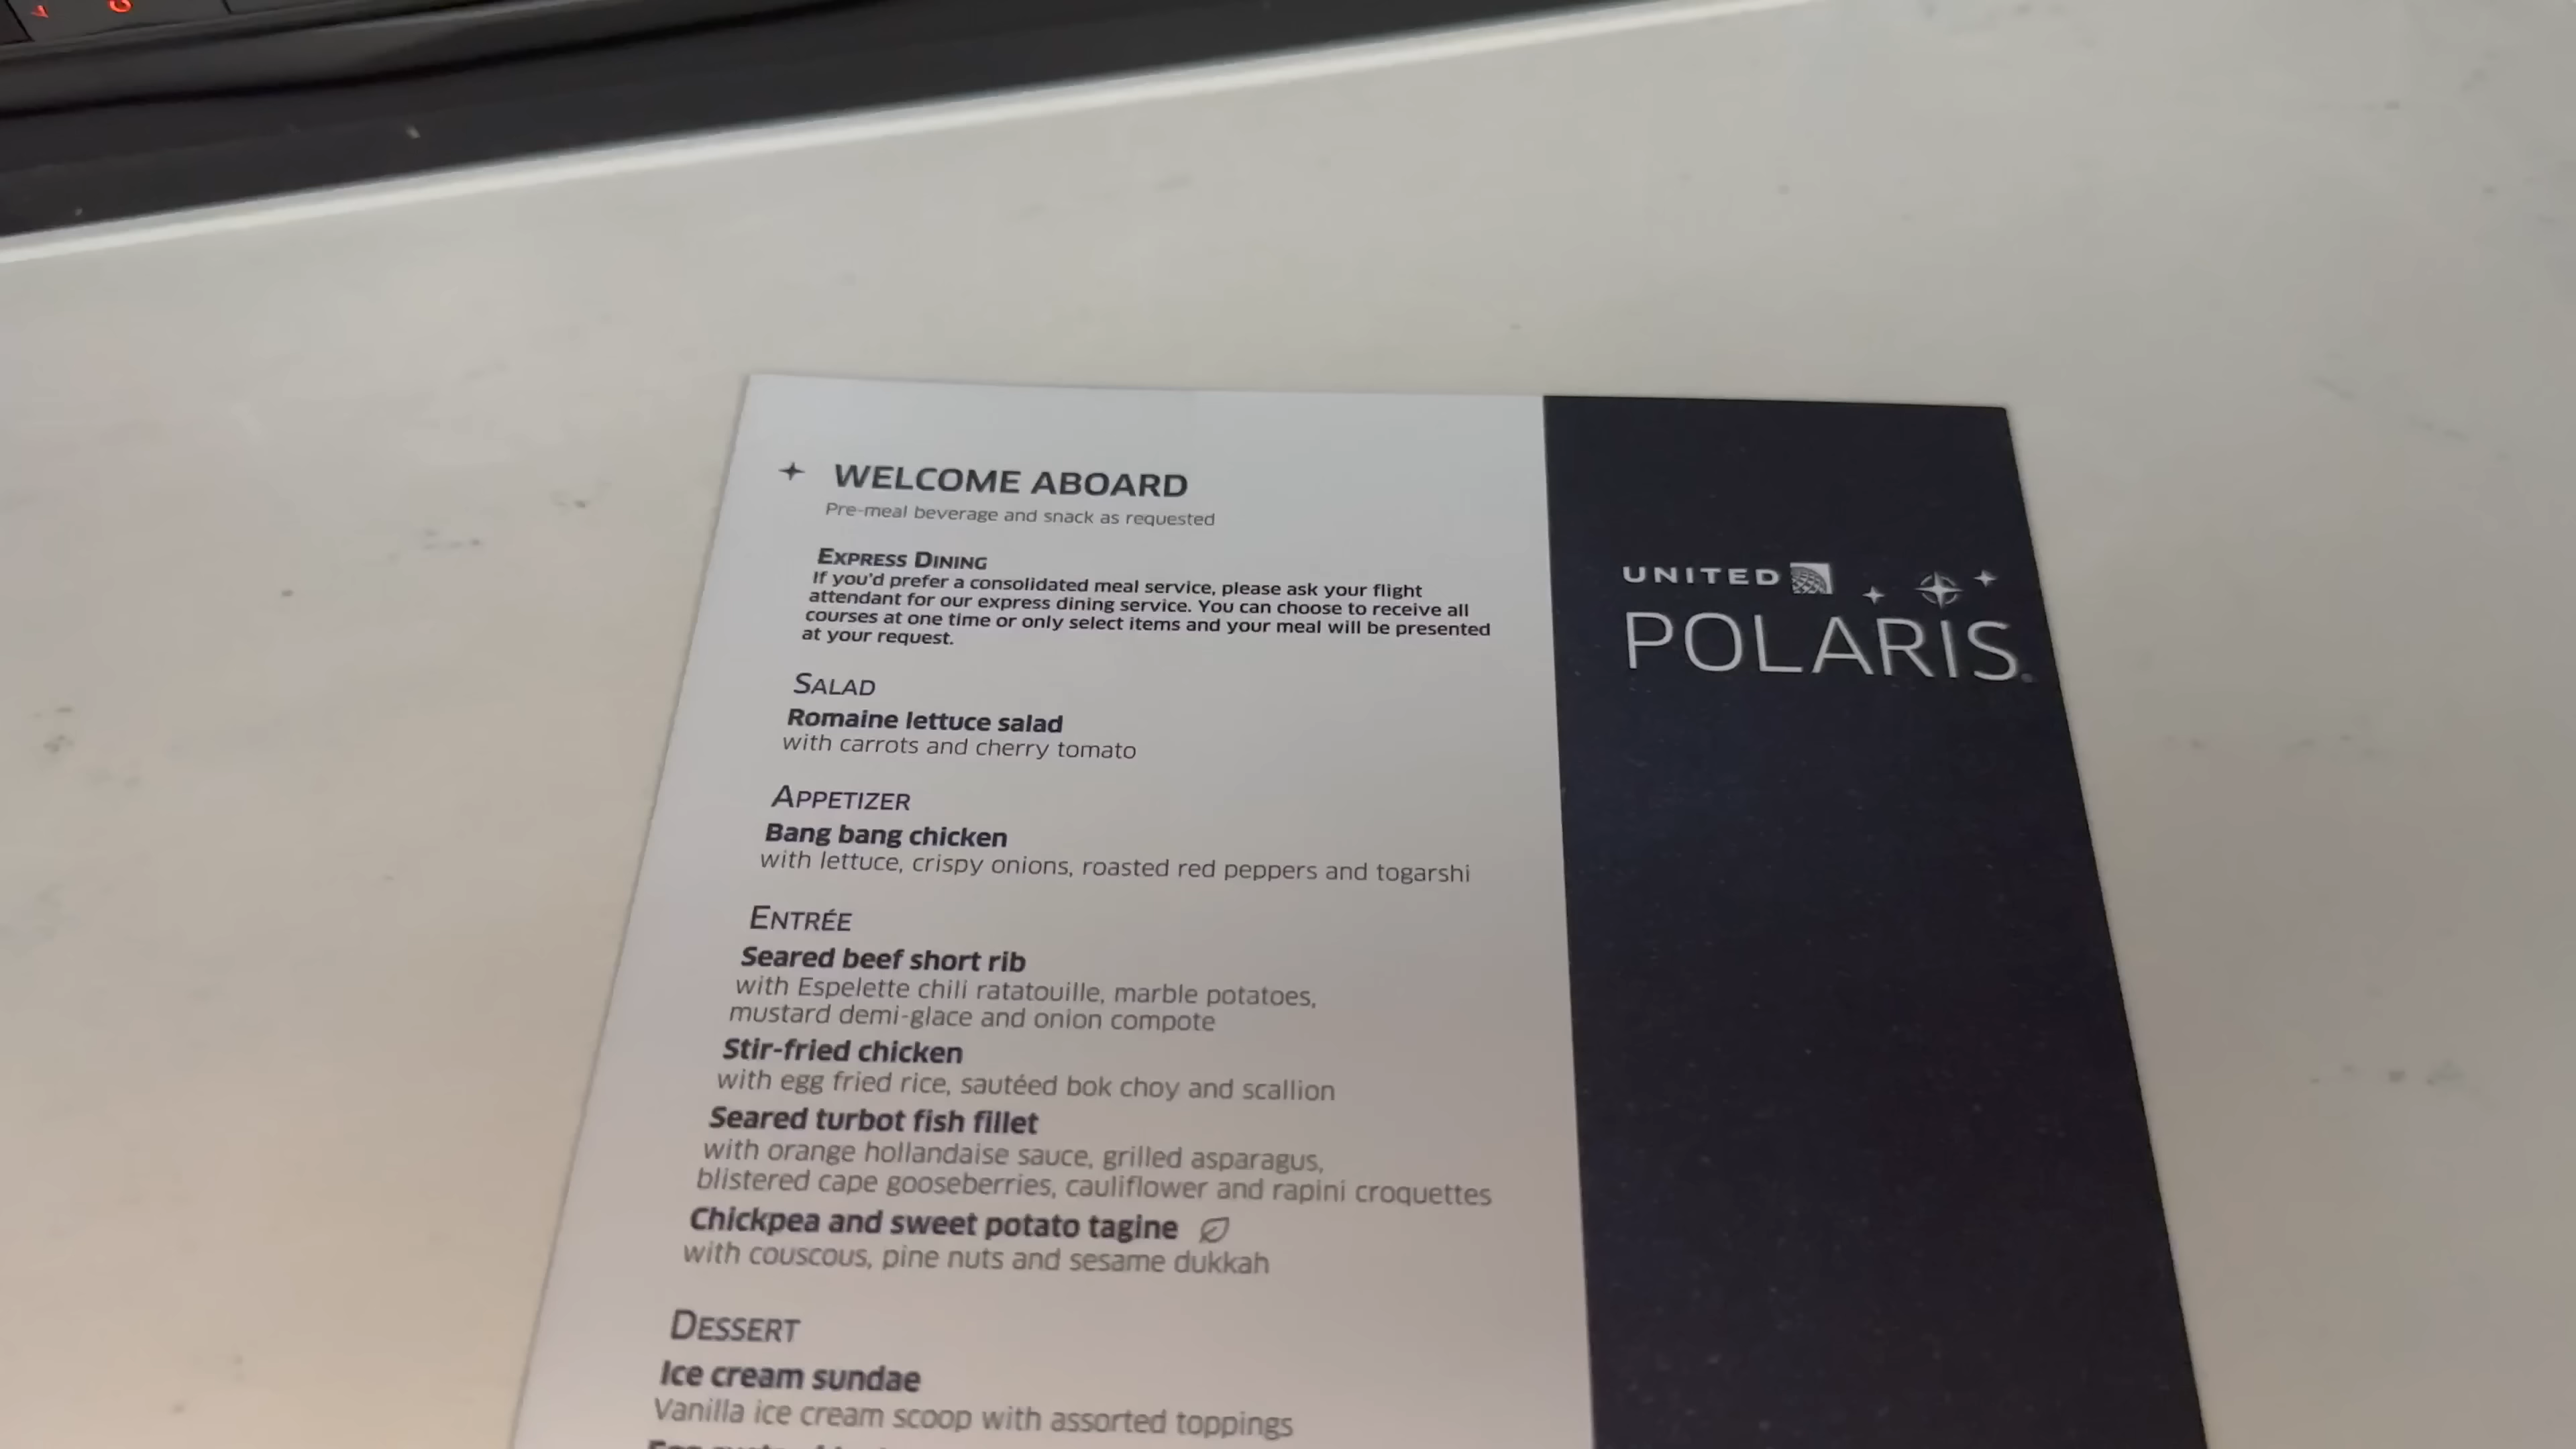 WELCOME ABOARD
Pre-meal beverage and snack as requested
EXPRESS DINING
If you'd prefer a consolidated meal service, please ask your flight
attendant for our express dining service. You can choose to receive all
courses at one time or only select items and your meal will be presented
at your request.
SALAD
Romaine lettuce salad
with carrots and cherry tomato
APPETIZER
Bang bang chicken
with lettuce, crispy onions, roasted red peppers and togarshi
ENTRÉE
Seared beef short rib
with Espelette chili ratatouille, marble potatoes,
mustard demi-glace and onion compote
Stir-fried chicken
with egg fried rice, sautéed bok choy and scallion
Seared turbot fish fillet
with orange hollandaise sauce, grilled asparagus,
blistered cape gooseberries, cauliflower and rapini croquettes
Chickpea and sweet potato tagine
with couscous, pine nuts and sesame dukkah
DESSERT
Ice cream sundae
Vanilla ice cream scoop with assorted toppings
UNITED
POLARIS